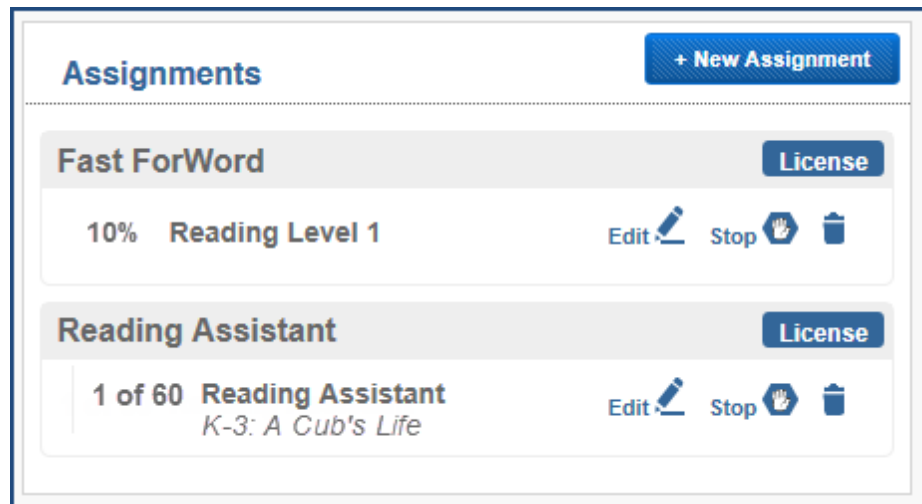 Assignments
+ New Assignment
Fast ForWord
License
10% Reading Level 1
Edit Stop
Reading Assistant
License
1 of 60 Reading Assistant
K-3: A Cub's Life
Edit Stop